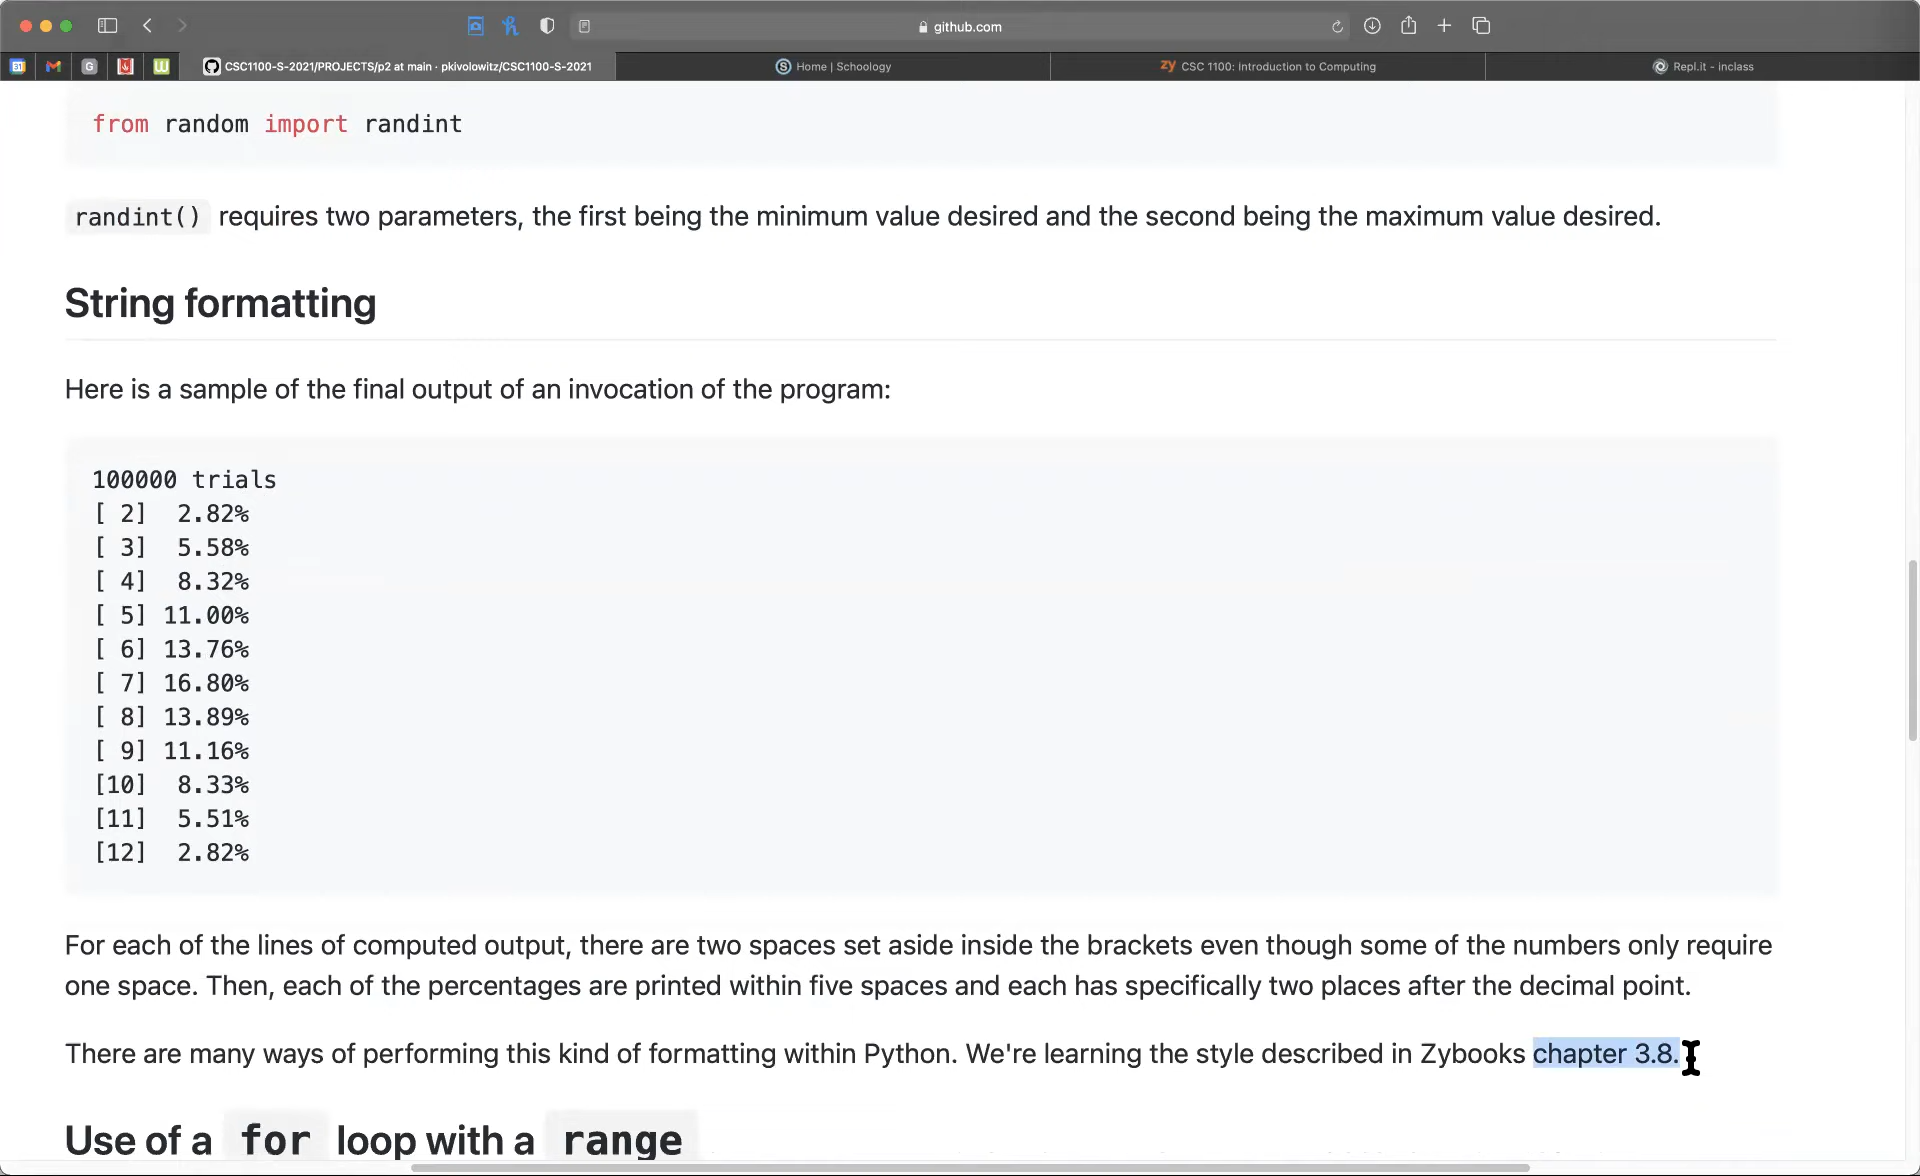 github.com
31
G
W
CSC1100-S-2021/PROJECTS/p2 at main · pkivolowitz/CSC1100-S-2021
S Home | Schoology
zy CSC 1100: Introduction to Computing
Repl.it - inclass
from random import randint
randint() requires two parameters, the first being the minimum value desired and the second being the maximum value desired.
String formatting
Here is a sample of the final output of an invocation of the program:
100000 trials
[ 2]  2.82%
[ 3]  5.58%
[ 4]  8.32%
[ 5] 11.00%
[ 6] 13.76%
[ 7] 16.80%
[ 8] 13.89%
[ 9] 11.16%
[10]  8.33%
[11]  5.51%
[12]  2.82%
For each of the lines of computed output, there are two spaces set aside inside the brackets even though some of the numbers only require
one space. Then, each of the percentages are printed within five spaces and each has specifically two places after the decimal point.
There are many ways of performing this kind of formatting within Python. We're learning the style described in Zybooks chapter 3.8.
Use of a for loop with a range